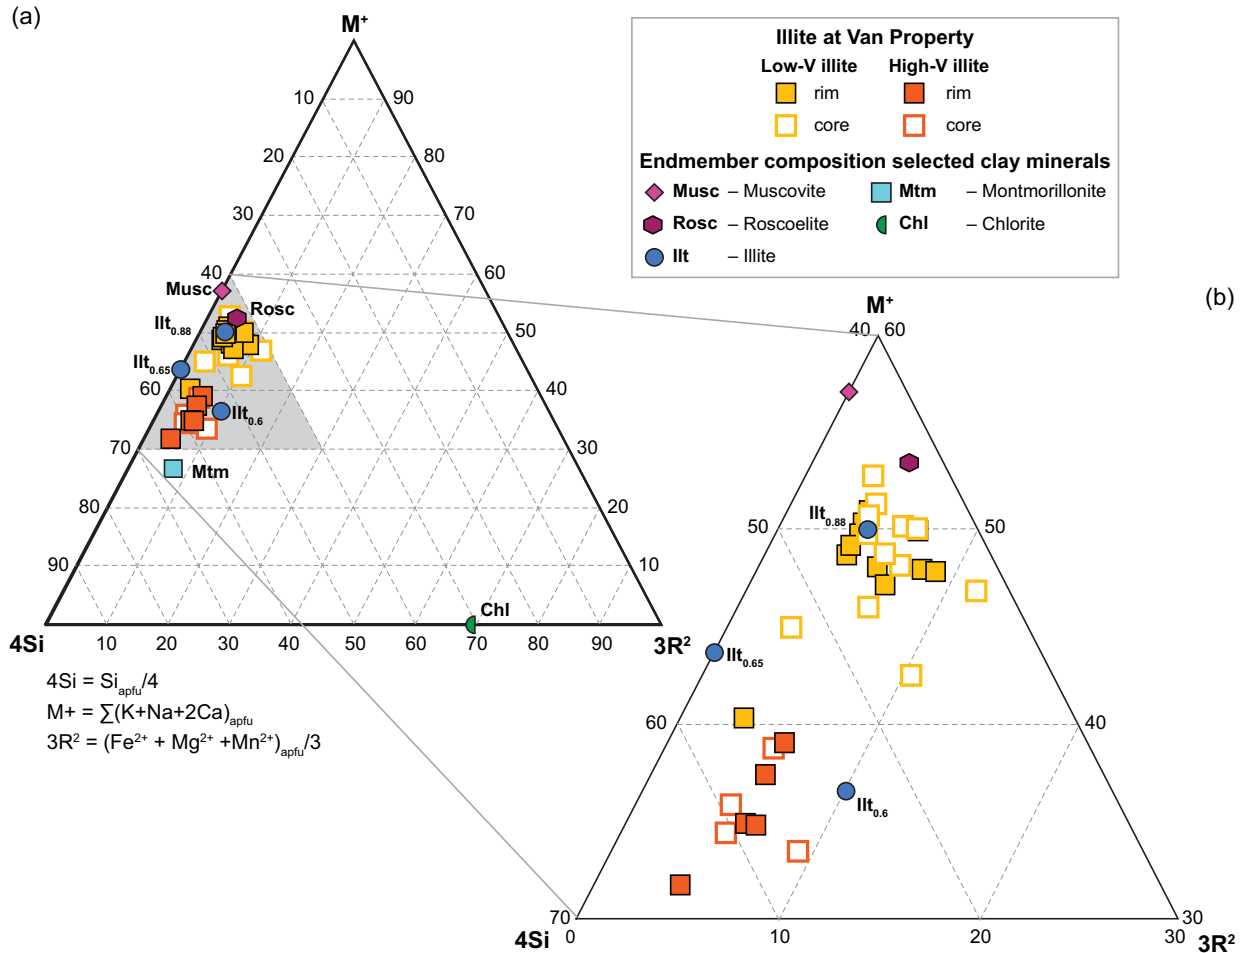 (a)
M+
10 90
20 80
30 70
40 60
Musc
Rosc
Ilt0.88
50
Ilt0.65
60 40
Ilt0.6
70 30
Mtm
80 20
90 10
Chl
4Si 10 20 30 40 50 60 70 80 90 3R2
4Si = Siapfu/4
M+ = ∑(K+Na+2Ca)apfu
3R2 = (Fe2+ + Mg2+ +Mn2+)apfu/3
Illite at Van Property
Low-V illite High-V illite
rim rim
core core
Endmember composition selected clay minerals
Musc – Muscovite Mtm – Montmorillonite
Rosc – Roscoelite Chl – Chlorite
Ilt – Illite
(b)
M+
40 60
Ilt0.88
50 50
Ilt0.65
60 40
Ilt0.6
70 30
4Si 0 10 20 30 3R2